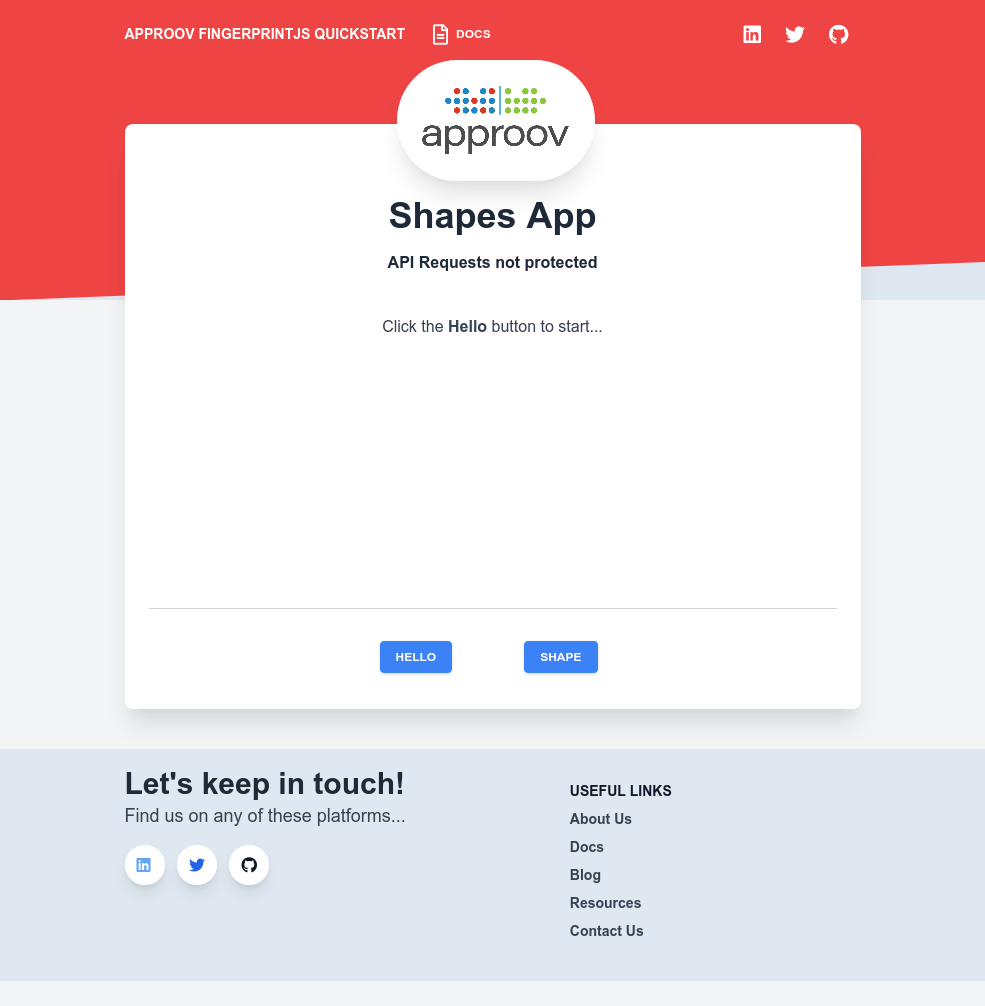 APPROOV FINGERPRINTJS QUICKSTART DOCS
approov
Shapes App
API Requests not protected
Click the Hello button to start...
HELLO SHAPE
Let's keep in touch!
Find us on any of these platforms...
USEFUL LINKS
About Us
Docs
Blog
Resources
Contact Us